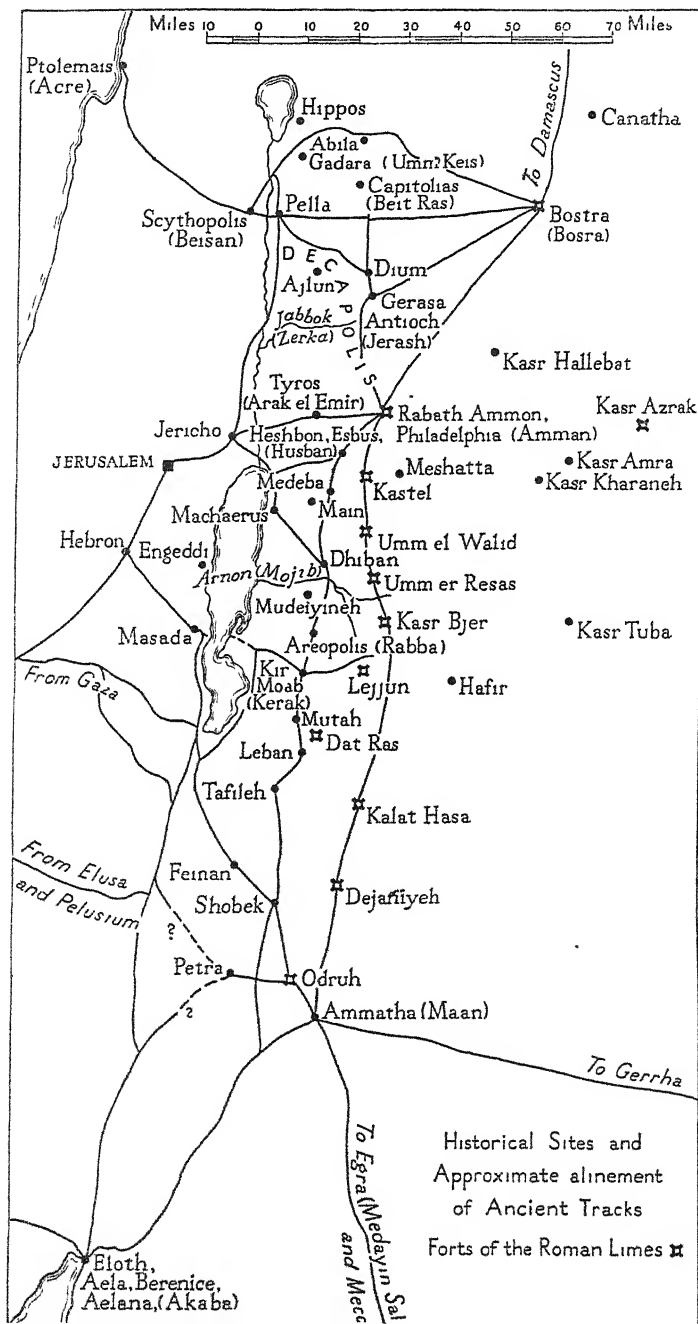 Miles 10 0 10 20 30 40 50 60 70 Miles
Ptolemais
(Acre)
Hippos
Canatha
To Damascus
Abila
Gadara (Umm? Keis)
Capitolias
(Beit Ras)
Pella
Scythopolis
(Beisan)
Bostra
(Bosra)
DECAPOLIS
Ajlun
Dium
Gerasa
Antioch
(Jerash)
Jabbok
(Zerka)
Kasr Hallebat
Tyros
(Arak el Emir)
Kasr Azrak
Rabath Ammon,
Philadelphia (Amman)
Jericho
Heshbon, Esbus,
(Husban)
JERUSALEM
Medeba
Meshatta
Kasr Amra
Kasr Kharaneh
Kastel
Main
Machaerus
Umm el Walid
Hebron
Engeddi
Dhiban
Arnon (Mojib)
Umm er Resas
Mudeiyineh
Kasr Bjer
Kasr Tuba
Masada
Areopolis (Rabba)
From Gaza
Kir
Moab
(Kerak)
Lejjun
Hafir
Mutah
Dat Ras
Leban
Tafileh
Kalat Hasa
From Elusa
and Pelusium
Feinan
Shobek
Dejaniyeh
?
Petra
Odruh
?
Ammatha (Maan)
To Gerrha
To Egra (Medayin Sal
and Mecc
Historical Sites and
Approximate alinement
of Ancient Tracks
Forts of the Roman Limes
Eloth,
Aela, Berenice,
Aelana, (Akaba)